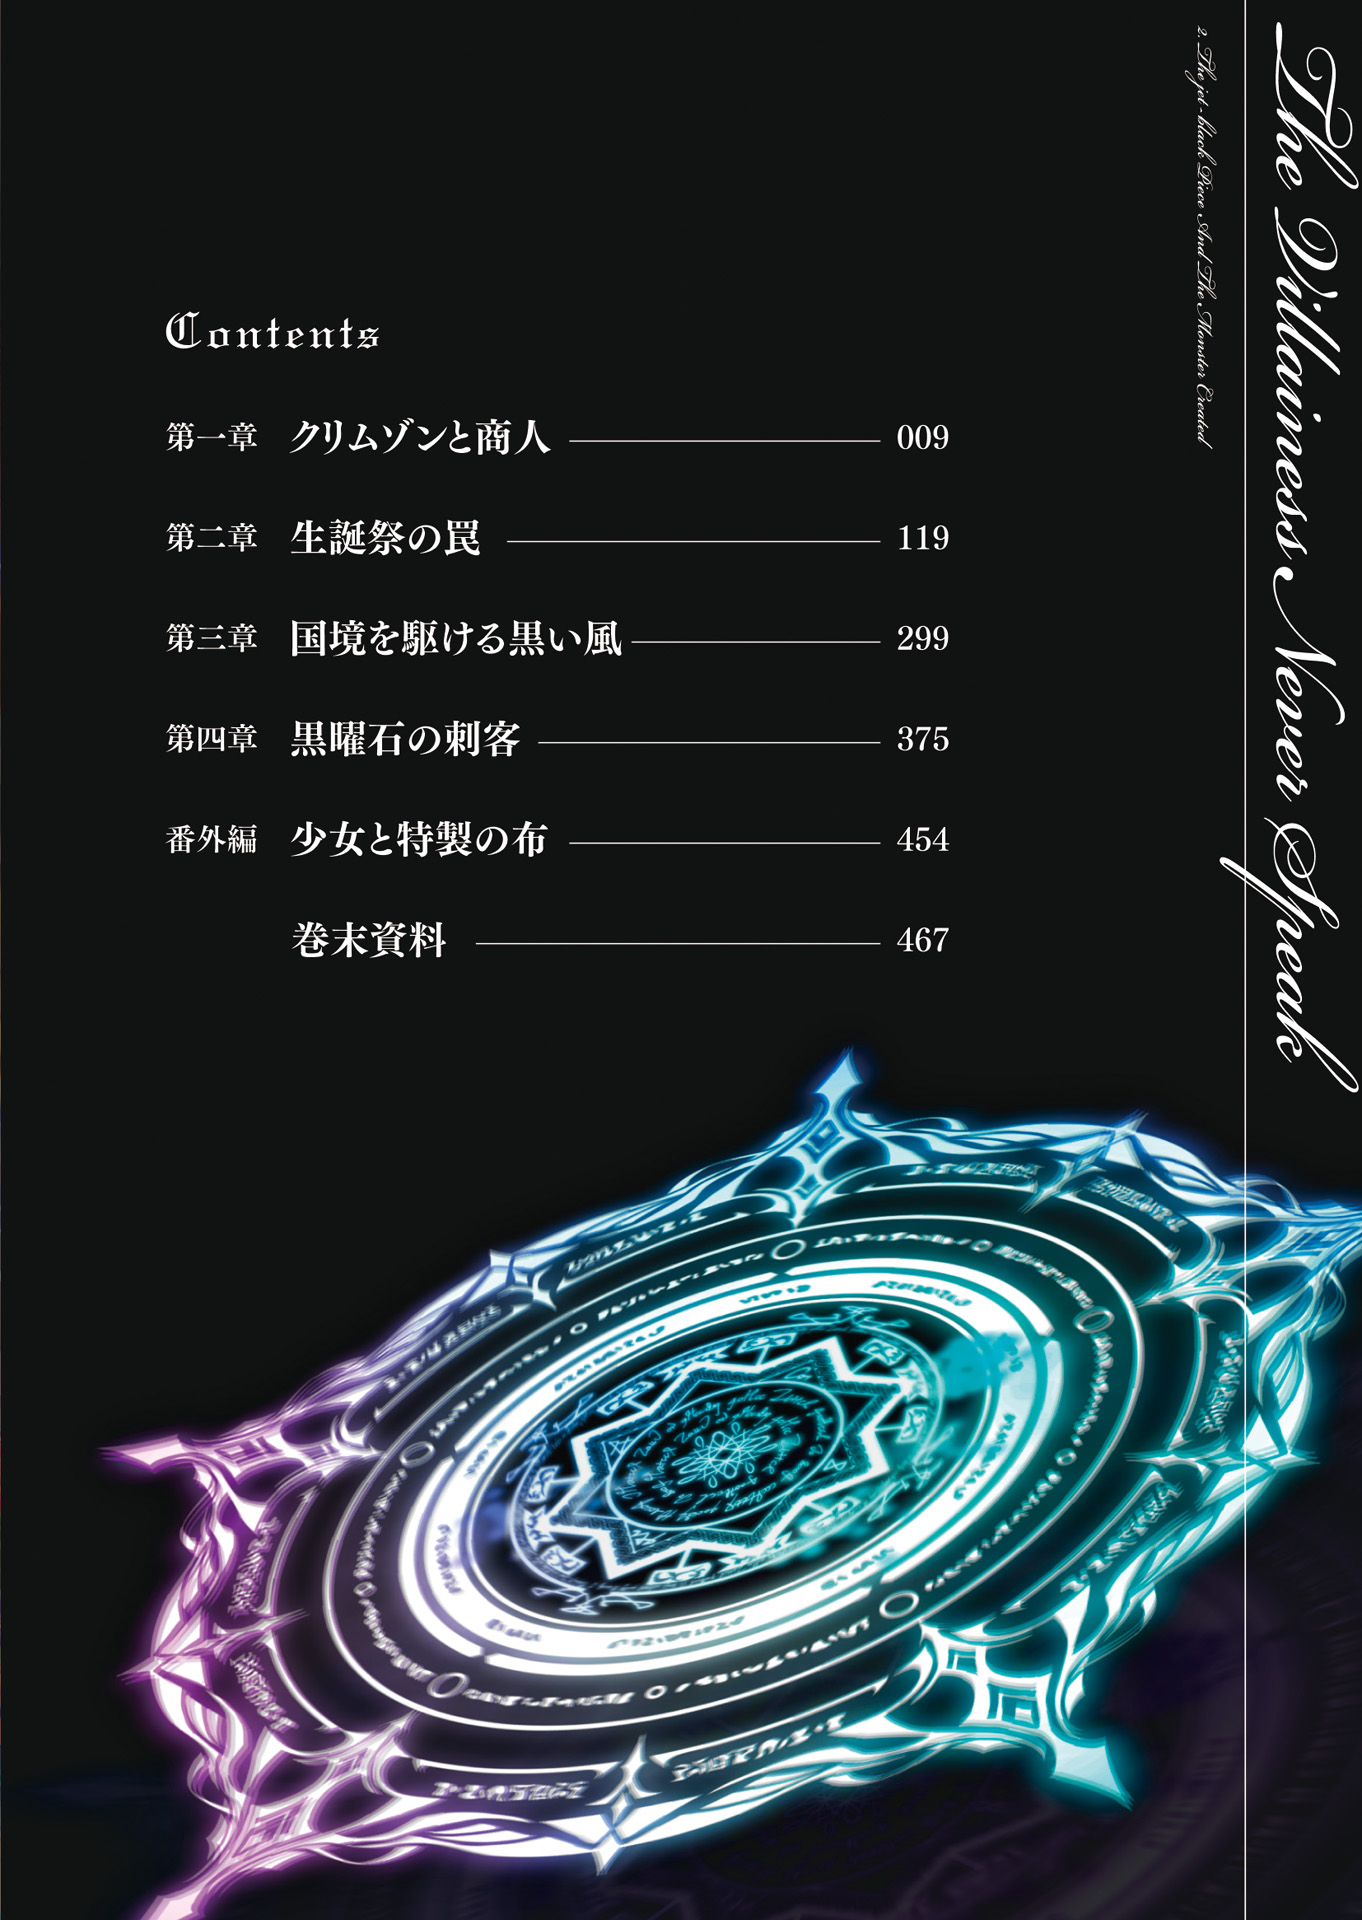 The Villainess Never Speak
2. The jet-black Piece And The Monster Created
Contents
第一章 クリムゾンと商人 009
第二章 生誕祭の罠 119
第三章 国境を駆ける黒い風 299
第四章 黒曜石の刺客 375
番外編 少女と特製の布 454
巻末資料 467